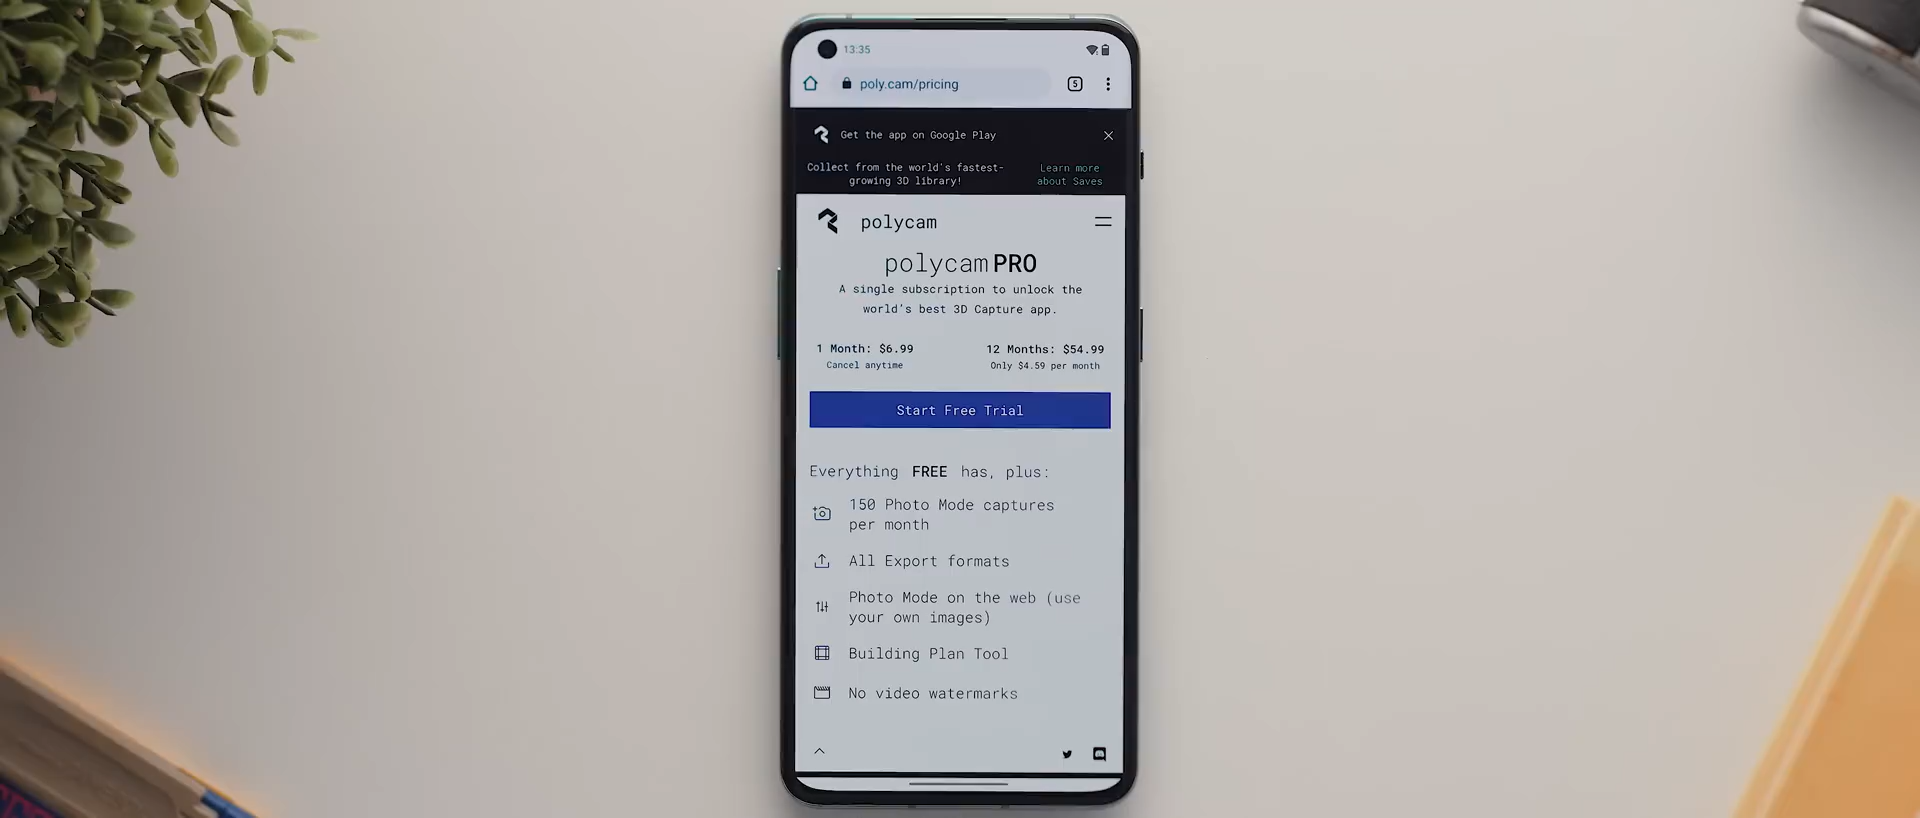 13:35
poly.cam/pricing
5
Get the app on Google Play
Collect from the world's fastest-
growing 3D library!
Learn more
about Saves
polycam
polycam PRO
A single subscription to unlock the
world's best 3D Capture app.
1 Month: $6.99
Cancel anytime
12 Months: $54.99
Only $4.59 per month
Start Free Trial
Everything FREE has, plus:
150 Photo Mode captures
per month
All Export formats
Photo Mode on the web (use
your own images)
Building Plan Tool
No video watermarks